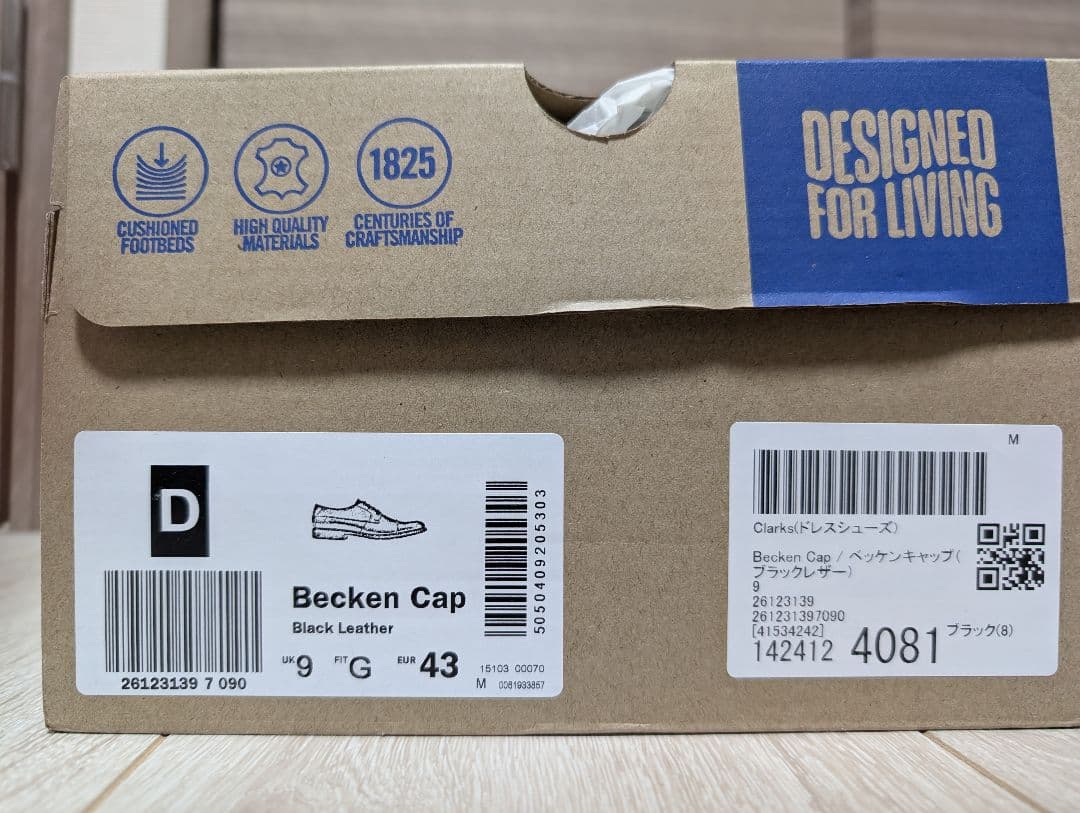 CUSHIONED
FOOTBEDS
HIGH QUALITY
MATERIALS
1825
CENTURIES OF
CRAFTSMANSHIP
DESIGNED
FOR LIVING
D
Becken Cap
Black Leather
UK 9 FIT G EUR 43
26123139 7 090
5050409205303
15103 00070
M 0061933857
M
Clarks(ドレスシューズ)
Becken Cap / ベッケンキャップ(
ブラックレザー)
9
26123139
261231397090
[41534242]
142412 4081 ブラック(8)